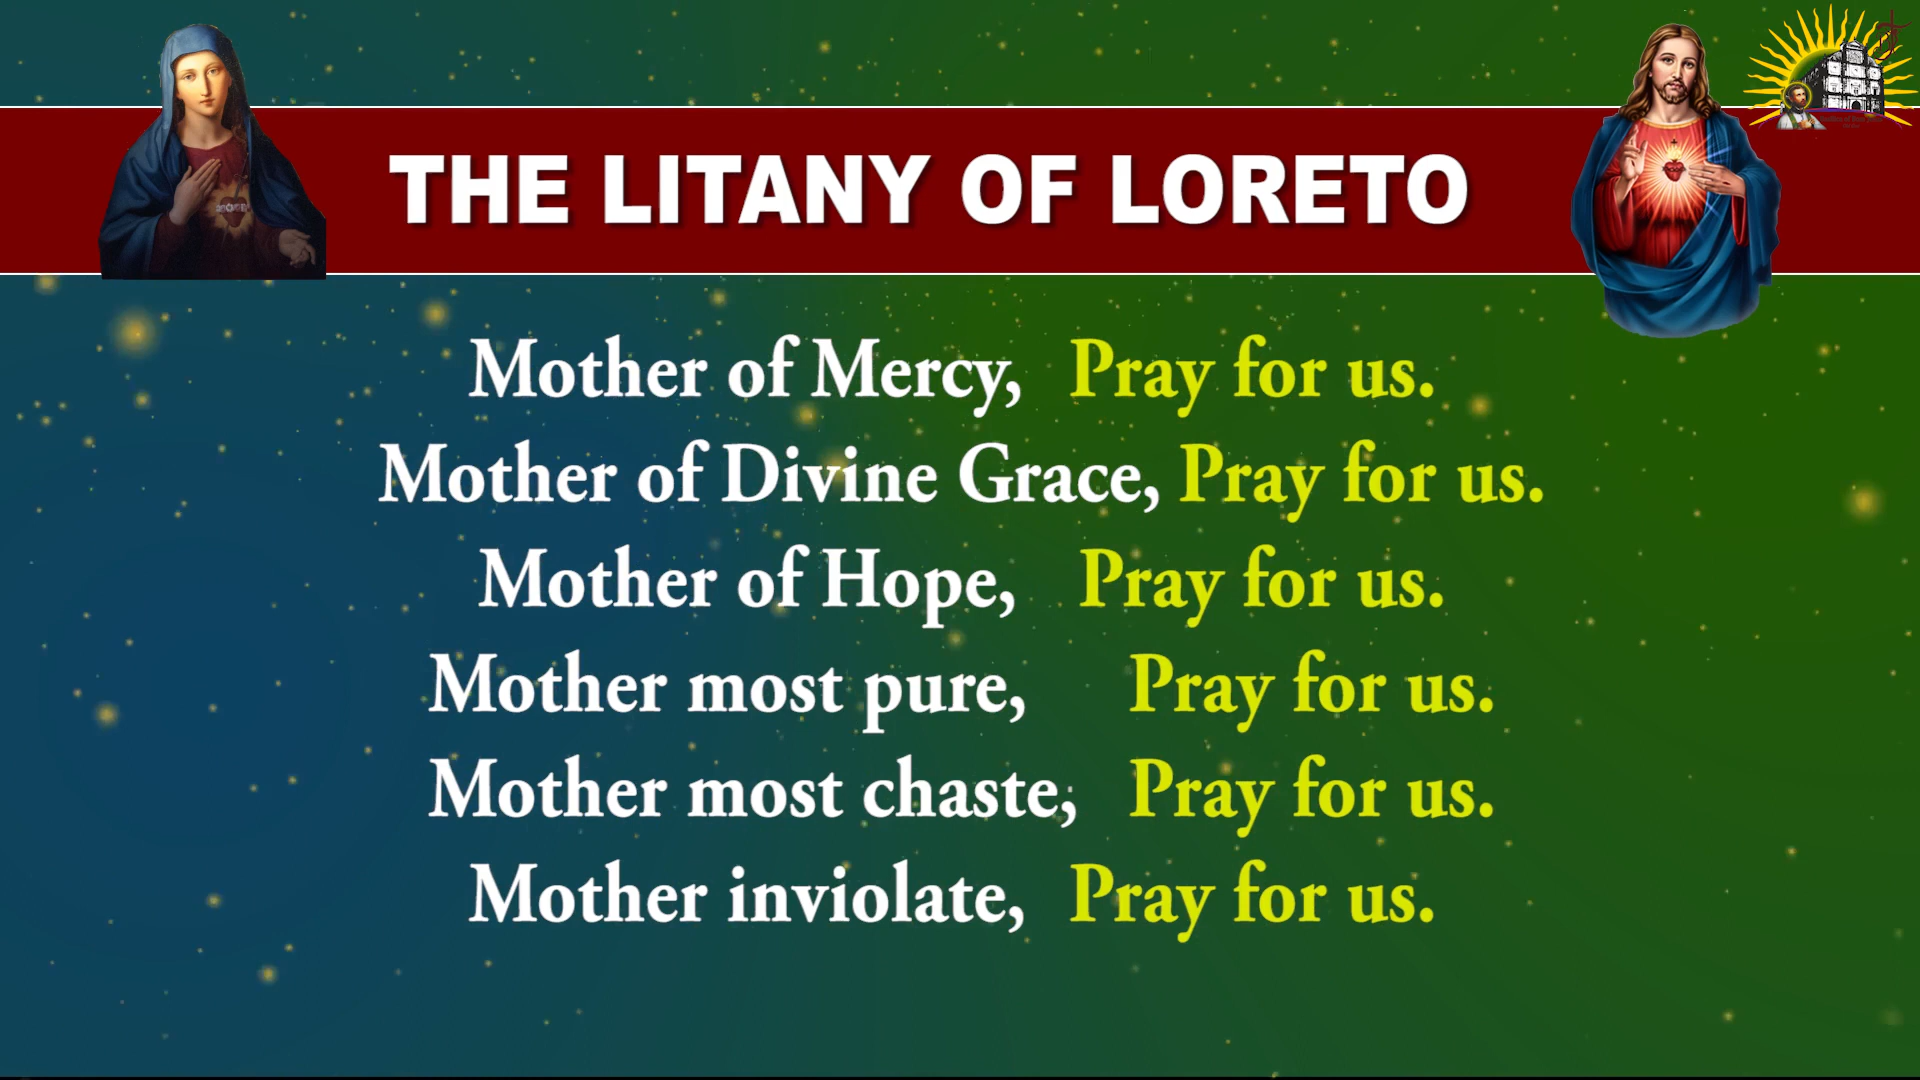 THE LITANY OF LORETO
Mother of Mercy, Pray for us.
Mother of Divine Grace, Pray for us.
Mother of Hope, Pray for us.
Mother most pure, Pray for us.
Mother most chaste, Pray for us.
Mother inviolate, Pray for us.